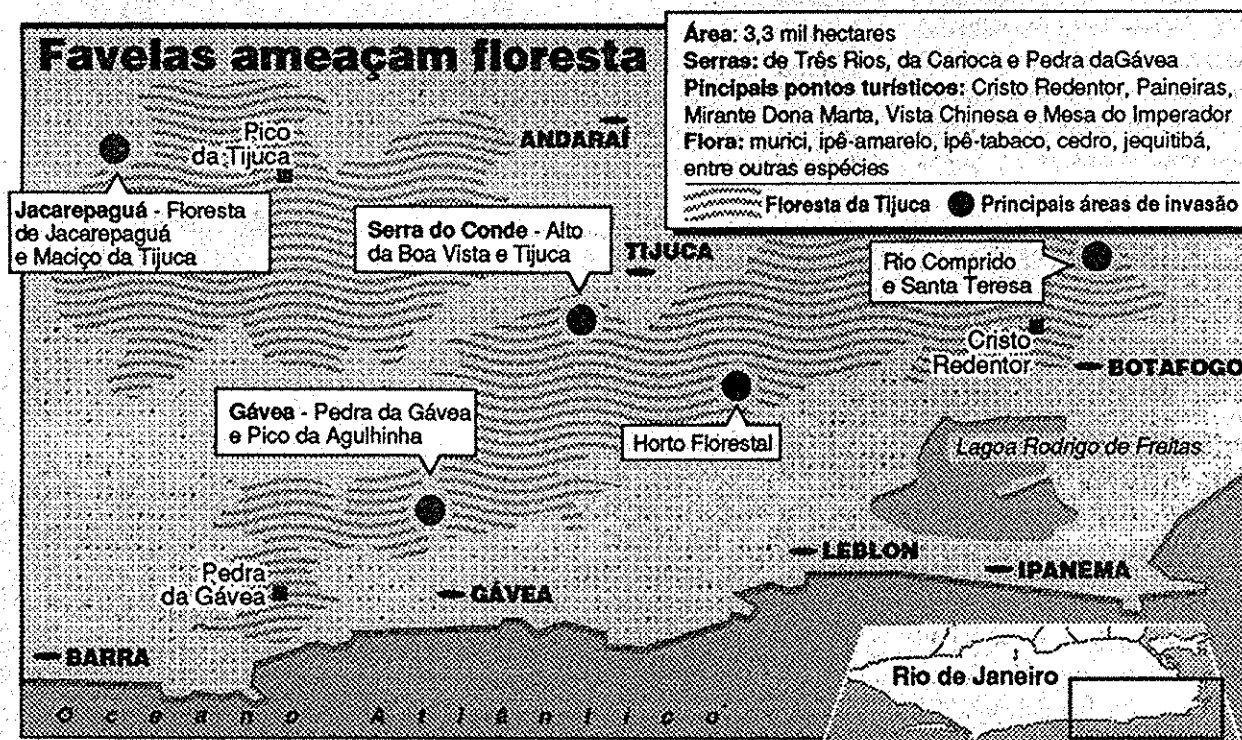 Favelas ameaçam floresta
Área: 3,3 mil hectares
Serras: de Três Rios, da Carioca e Pedra daGávea
Pincipais pontos turísticos: Cristo Redentor, Paineiras,
Mirante Dona Marta, Vista Chinesa e Mesa do Imperador
Flora: murici, ipê-amarelo, ipê-tabaco, cedro, jequitibá,
entre outras espécies
Floresta da Tijuca
Principais áreas de invasão
Pico
da Tijuca
ANDARAÍ
Jacarepaguá - Floresta
de Jacarepaguá
e Maciço da Tijuca
Serra do Conde - Alto
da Boa Vista e Tijuca
TIJUCA
Rio Comprido
e Santa Teresa
Cristo
Redentor
BOTAFOGO
Gávea - Pedra da Gávea
e Pico da Agulhinha
Horto Florestal
Lagoa Rodrigo de Freitas
LEBLON
IPANEMA
Pedra
da Gávea
GÁVEA
BARRA
Oceano Atlântico
Rio de Janeiro